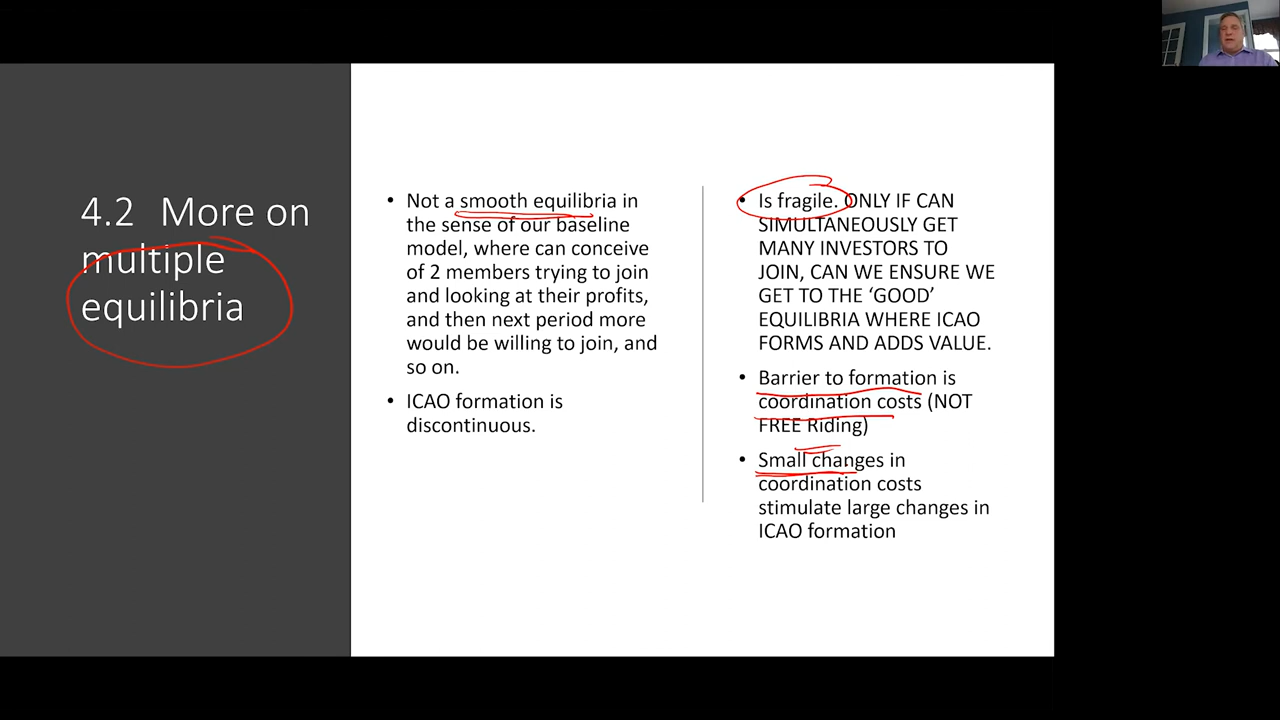 4.2 More on
multiple
equilibria
• Not a smooth equilibria in
the sense of our baseline
model, where can conceive
of 2 members trying to join
and looking at their profits,
and then next period more
would be willing to join, and
so on.
• ICAO formation is
discontinuous.
• Is fragile. ONLY IF CAN
SIMULTANEOUSLY GET
MANY INVESTORS TO
JOIN, CAN WE ENSURE WE
GET TO THE ‘GOOD’
EQUILIBRIA WHERE ICAO
FORMS AND ADDS VALUE.
• Barrier to formation is
coordination costs (NOT
FREE Riding)
• Small changes in
coordination costs
stimulate large changes in
ICAO formation